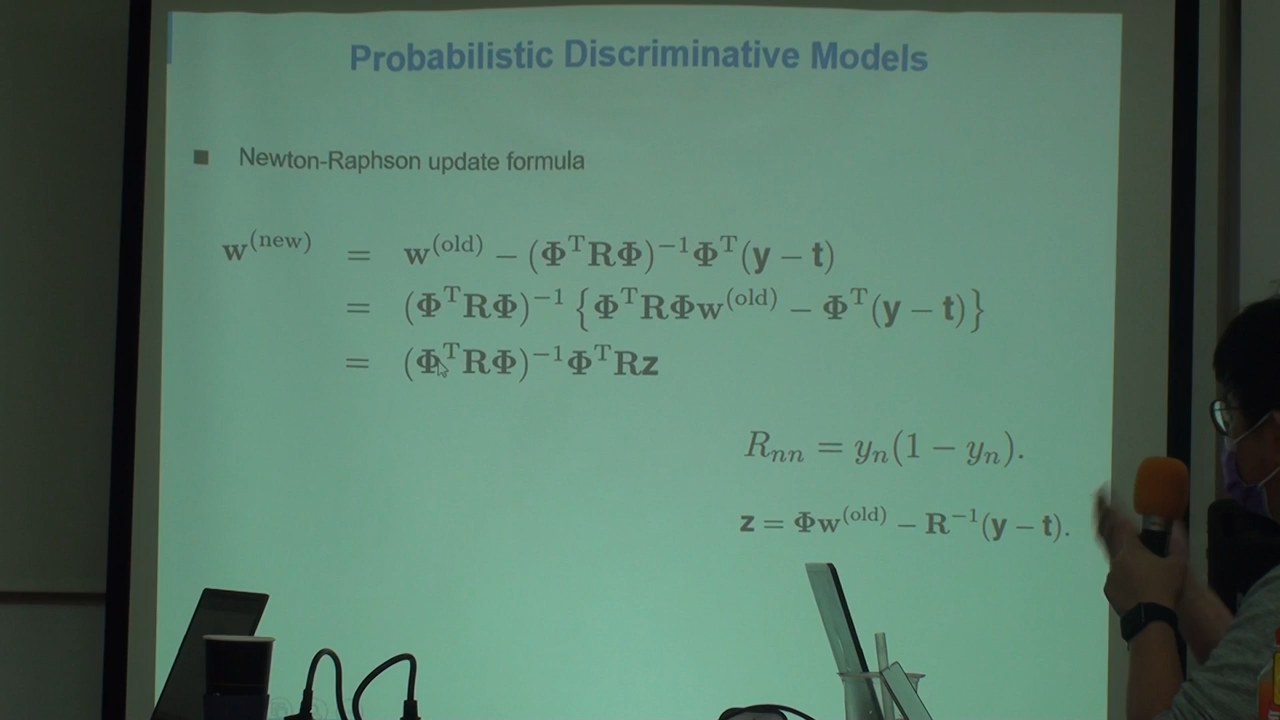 Probabilistic Discriminative Models
■ Newton-Raphson update formula
w^(new) = w^(old) − (Φ^T RΦ)^−1 Φ^T (y − t)
= (Φ^T RΦ)^−1 {Φ^T RΦw^(old) − Φ^T (y − t)}
= (Φ^T RΦ)^−1 Φ^T Rz
R_nn = y_n(1 − y_n).
z = Φw^(old) − R^−1 (y − t).